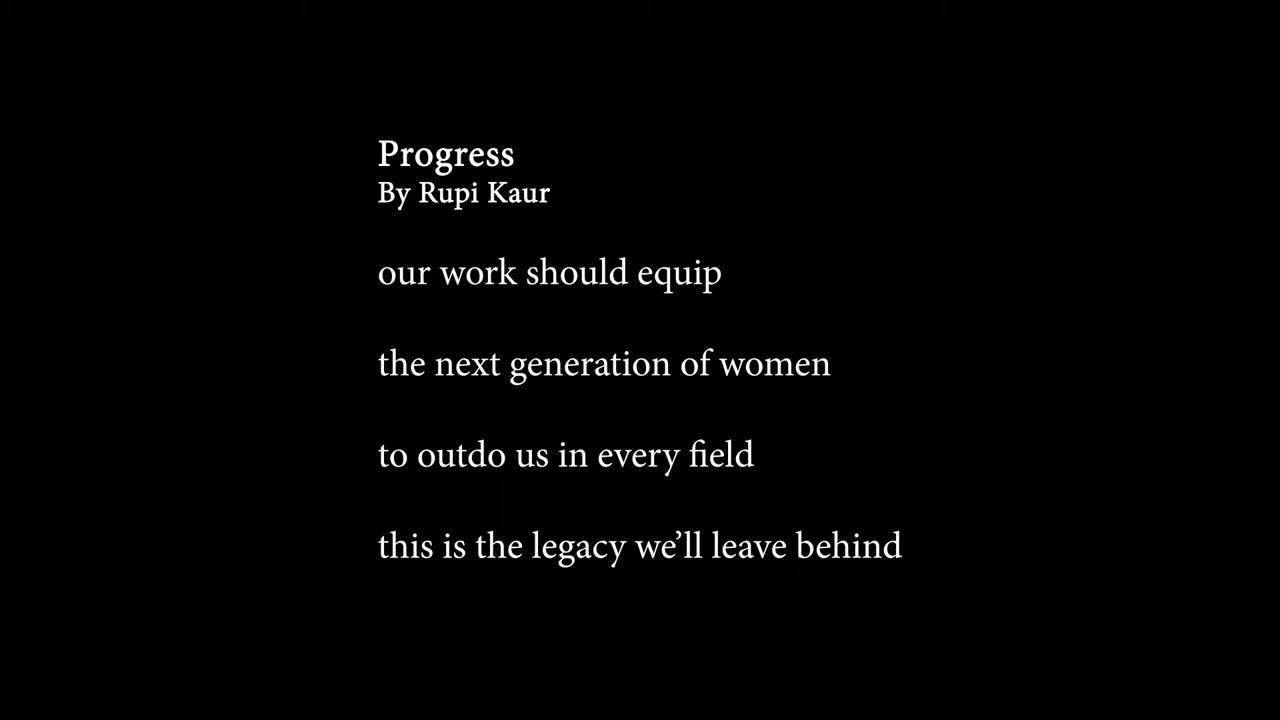 Progress
By Rupi Kaur
our work should equip
the next generation of women
to outdo us in every field
this is the legacy we’ll leave behind